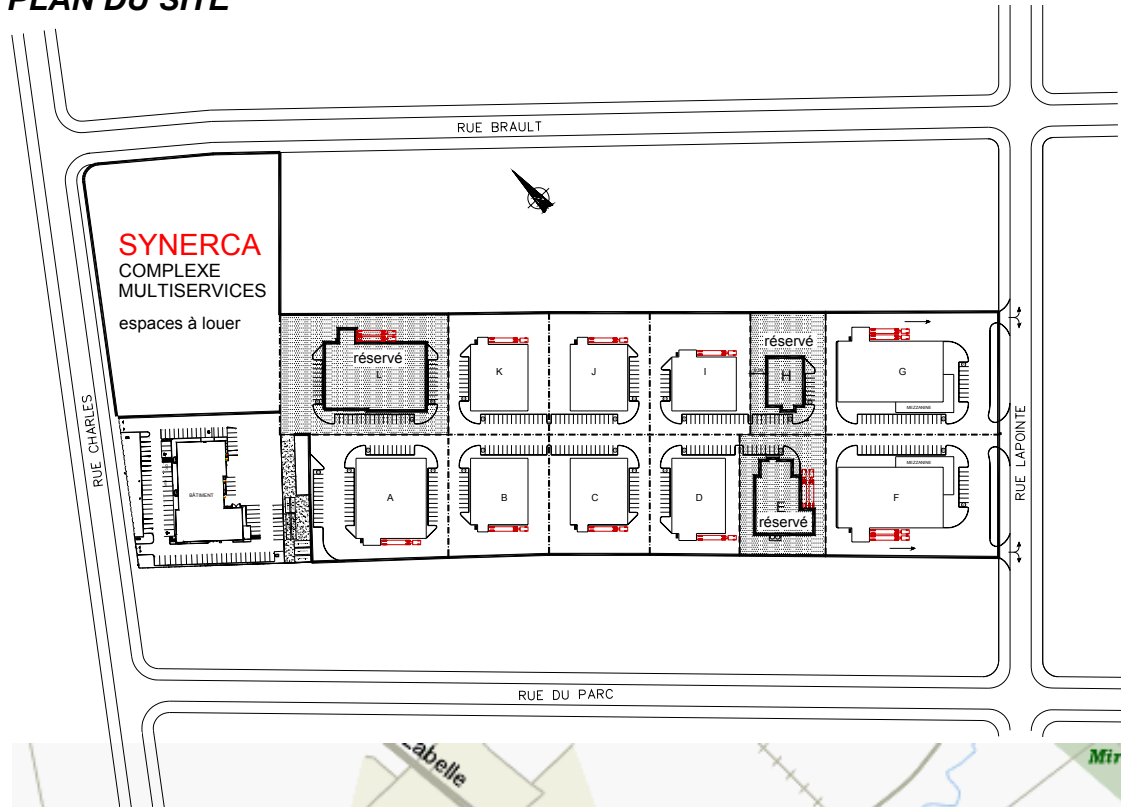 PLAN DU SITE
RUE BRAULT
SYNERCA
COMPLEXE
MULTISERVICES
espaces à louer
réservé
L
K
J
I
réservé
H
G
MEZZANINE
RUE CHARLES
BÂTIMENT
A
B
C
D
E
réservé
MEZZANINE
F
RUE LAPOINTE
RUE DU PARC
Labelle
Mir